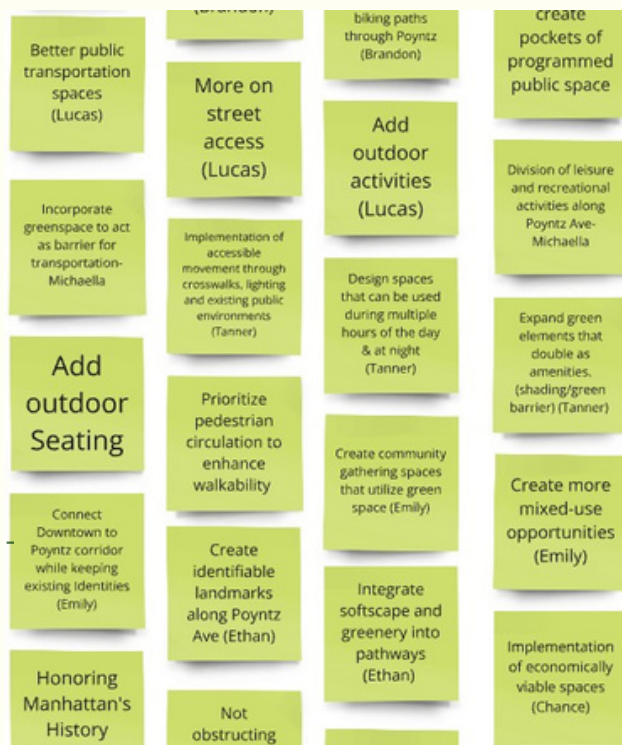 Better public
transportation
spaces
(Lucas)
Incorporate
greenspace to act
as barrier for
transportation-
Michaella
Add
outdoor
Seating
Connect
Downtown to
Poyntz corridor
while keeping
existing Identities
(Emily)
Honoring
Manhattan's
History
(Brandon)
More on
street
access
(Lucas)
Implementation of
accessible
movement through
crosswalks, lighting
and existing public
environments
(Tanner)
Prioritize
pedestrian
circulation to
enhance
walkability
Create
identifiable
landmarks
along Poyntz
Ave (Ethan)
Not
obstructing
biking paths
through Poyntz
(Brandon)
Add
outdoor
activities
(Lucas)
Design spaces
that can be used
during multiple
hours of the day
& at night
(Tanner)
Create community
gathering spaces
that utilize green
space (Emily)
Integrate
softscape and
greenery into
pathways
(Ethan)
create
pockets of
programmed
public space
Division of leisure
and recreational
activities along
Poyntz Ave-
Michaella
Expand green
elements that
double as
amenities.
(shading/green
barrier) (Tanner)
Create more
mixed-use
opportunities
(Emily)
Implementation
of economically
viable spaces
(Chance)